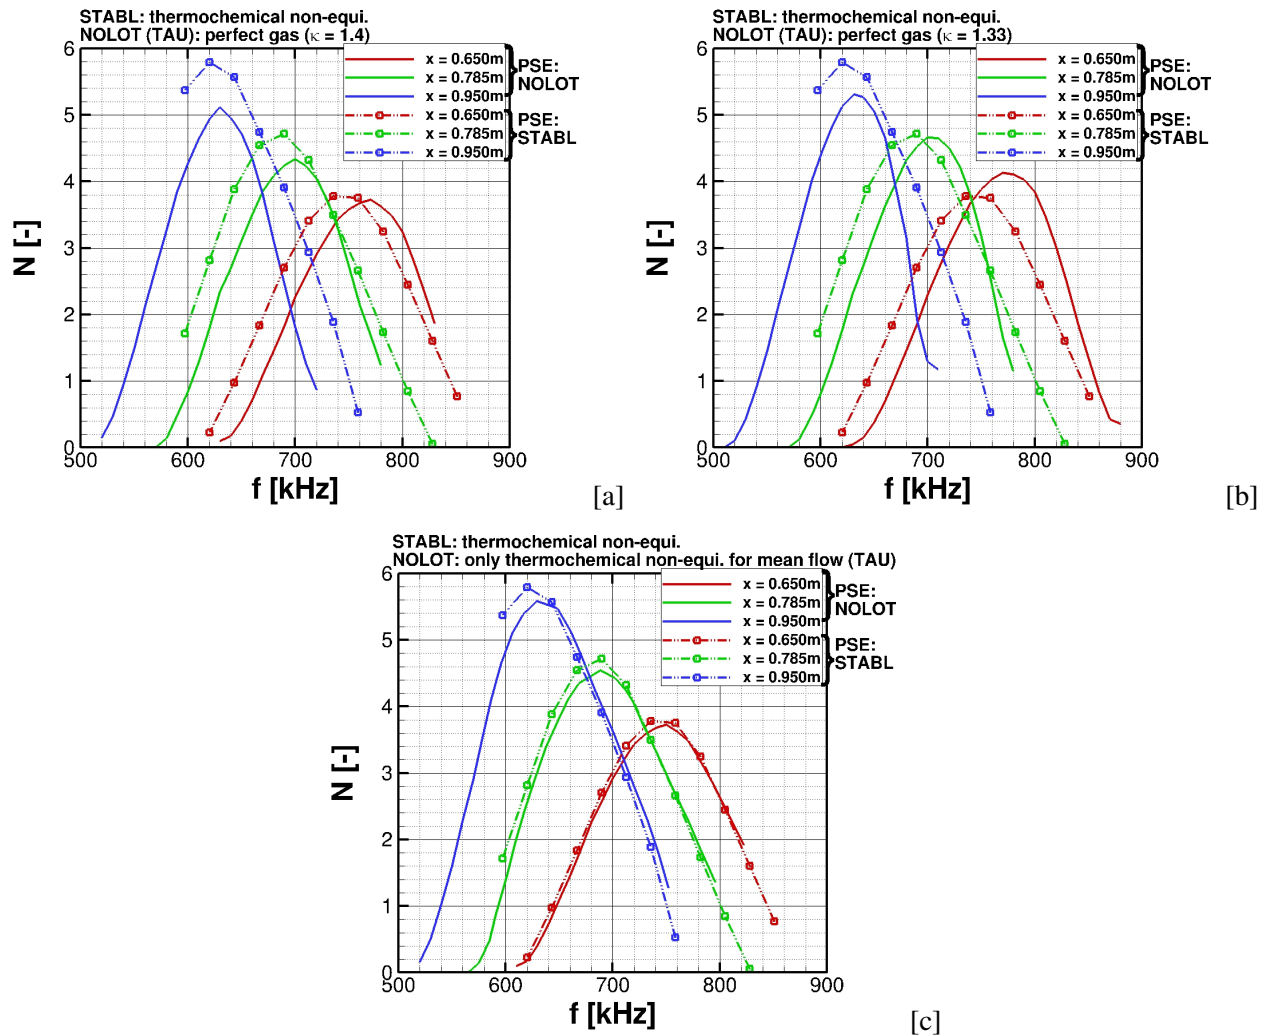 STABL: thermochemical non-equi.
NOLOT (TAU): perfect gas (κ = 1.4)
6
5
4
3
2
1
0
N [-]
x = 0.650m
x = 0.785m
x = 0.950m
PSE:
NOLOT
x = 0.650m
x = 0.785m
x = 0.950m
PSE:
STABL
500 600 700 800 900
f [kHz]
[a]
STABL: thermochemical non-equi.
NOLOT (TAU): perfect gas (κ = 1.33)
6
5
4
3
2
1
0
N [-]
x = 0.650m
x = 0.785m
x = 0.950m
PSE:
NOLOT
x = 0.650m
x = 0.785m
x = 0.950m
PSE:
STABL
500 600 700 800 900
f [kHz]
[b]
STABL: thermochemical non-equi.
NOLOT: only thermochemical non-equi. for mean flow (TAU)
6
5
4
3
2
1
0
N [-]
x = 0.650m
x = 0.785m
x = 0.950m
PSE:
NOLOT
x = 0.650m
x = 0.785m
x = 0.950m
PSE:
STABL
500 600 700 800 900
f [kHz]
[c]